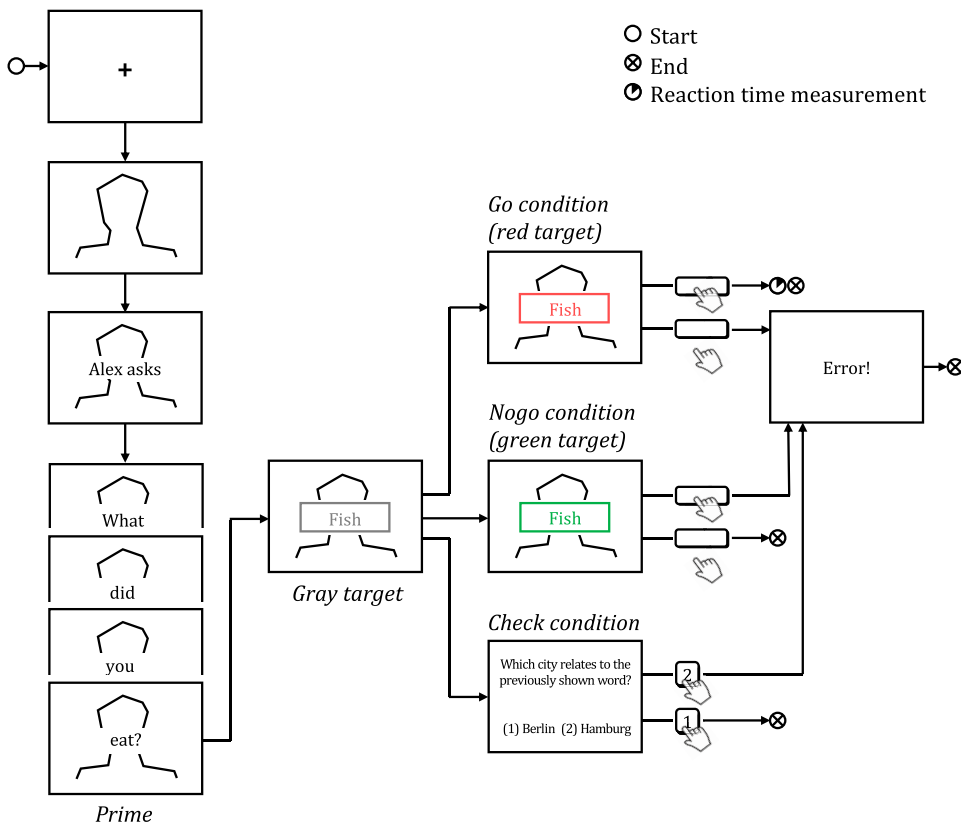 +
Start
End
Reaction time measurement
Alex asks
What
did
you
eat?
Prime
Fish
Gray target
Go condition
(red target)
Fish
Error!
Nogo condition
(green target)
Fish
Check condition
Which city relates to the
previously shown word?
(1) Berlin (2) Hamburg
2
1